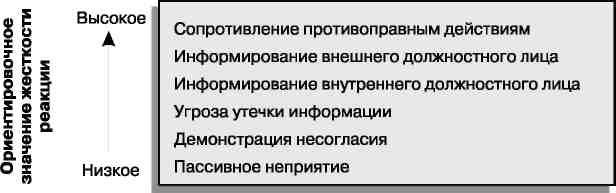 Ориентировочное
значение жесткости
реакции
Высокое
Низкое
Сопротивление противоправным действиям
Информирование внешнего должностного лица
Информирование внутреннего должностного лица
Угроза утечки информации
Демонстрация несогласия
Пассивное неприятие